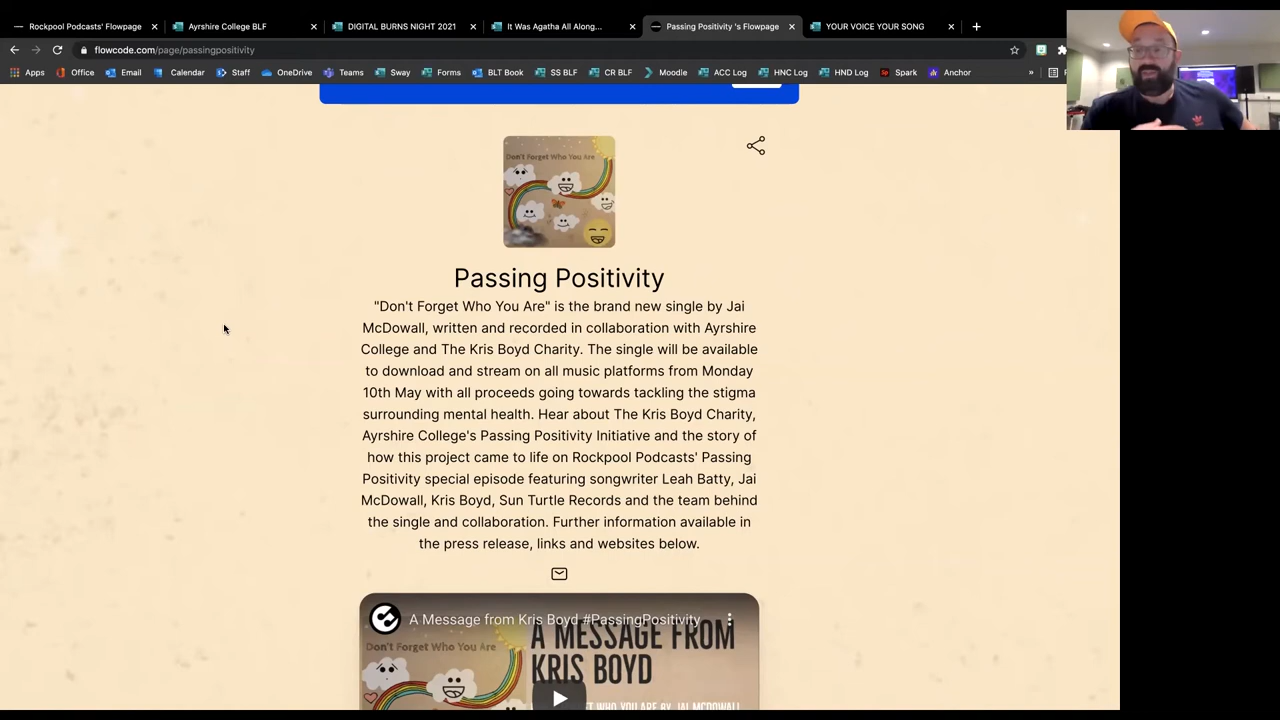 Rockpool Podcasts' Flowpage
Ayrshire College BLF
DIGITAL BURNS NIGHT 2021
It Was Agatha All Along...
Passing Positivity 's Flowpage
YOUR VOICE YOUR SONG
flowcode.com/page/passingpositivity
Apps
Office
Email
Calendar
Staff
OneDrive
Teams
Sway
Forms
BLT Book
SS BLF
CR BLF
Moodle
ACC Log
HNC Log
HND Log
Spark
Anchor
Don't Forget Who You Are
Passing Positivity
"Don't Forget Who You Are" is the brand new single by Jai
McDowall, written and recorded in collaboration with Ayrshire
College and The Kris Boyd Charity. The single will be available
to download and stream on all music platforms from Monday
10th May with all proceeds going towards tackling the stigma
surrounding mental health. Hear about The Kris Boyd Charity,
Ayrshire College's Passing Positivity Initiative and the story of
how this project came to life on Rockpool Podcasts' Passing
Positivity special episode featuring songwriter Leah Batty, Jai
McDowall, Kris Boyd, Sun Turtle Records and the team behind
the single and collaboration. Further information available in
the press release, links and websites below.
A Message from Kris Boyd #PassingPositivity
Don't Forget Who You Are
A MESSAGE FROM
KRIS BOYD
GET WHO YOU ARE BY JAI MCDOWALL